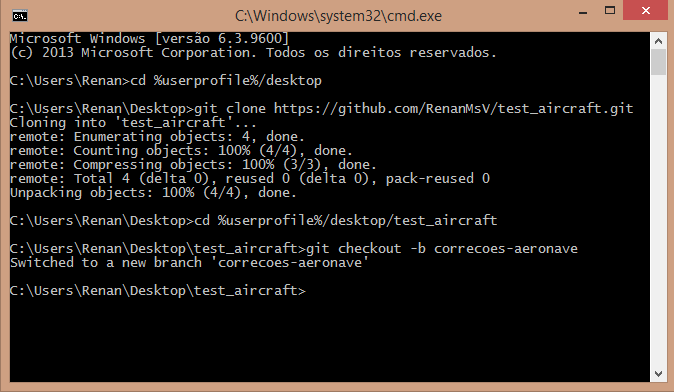 C:\Windows\system32\cmd.exe
Microsoft Windows [versão 6.3.9600]
(c) 2013 Microsoft Corporation. Todos os direitos reservados.
C:\Users\Renan>cd %userprofile%/desktop
C:\Users\Renan\Desktop>git clone https://github.com/RenanMsV/test_aircraft.git
Cloning into 'test_aircraft'...
remote: Enumerating objects: 4, done.
remote: Counting objects: 100% (4/4), done.
remote: Compressing objects: 100% (3/3), done.
remote: Total 4 (delta 0), reused 0 (delta 0), pack-reused 0
Unpacking objects: 100% (4/4), done.
C:\Users\Renan\Desktop>cd %userprofile%/desktop/test_aircraft
C:\Users\Renan\Desktop\test_aircraft>git checkout -b correcoes-aeronave
Switched to a new branch 'correcoes-aeronave'
C:\Users\Renan\Desktop\test_aircraft>